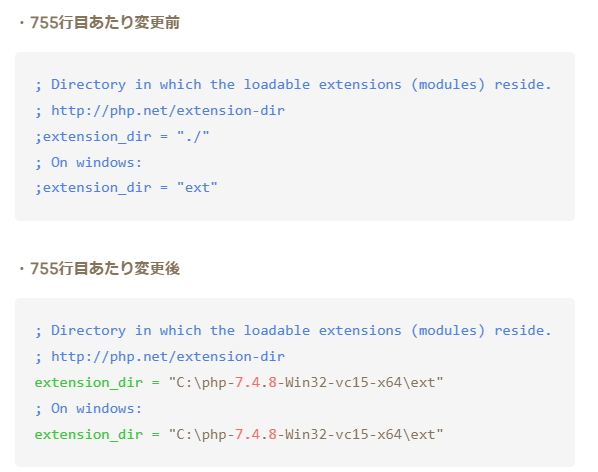 ・755行目あたり変更前
; Directory in which the loadable extensions (modules) reside.
; http://php.net/extension-dir
;extension_dir = "./"
; On windows:
;extension_dir = "ext"
・755行目あたり変更後
; Directory in which the loadable extensions (modules) reside.
; http://php.net/extension-dir
extension_dir = "C:\php-7.4.8-Win32-vc15-x64\ext"
; On windows:
extension_dir = "C:\php-7.4.8-Win32-vc15-x64\ext"